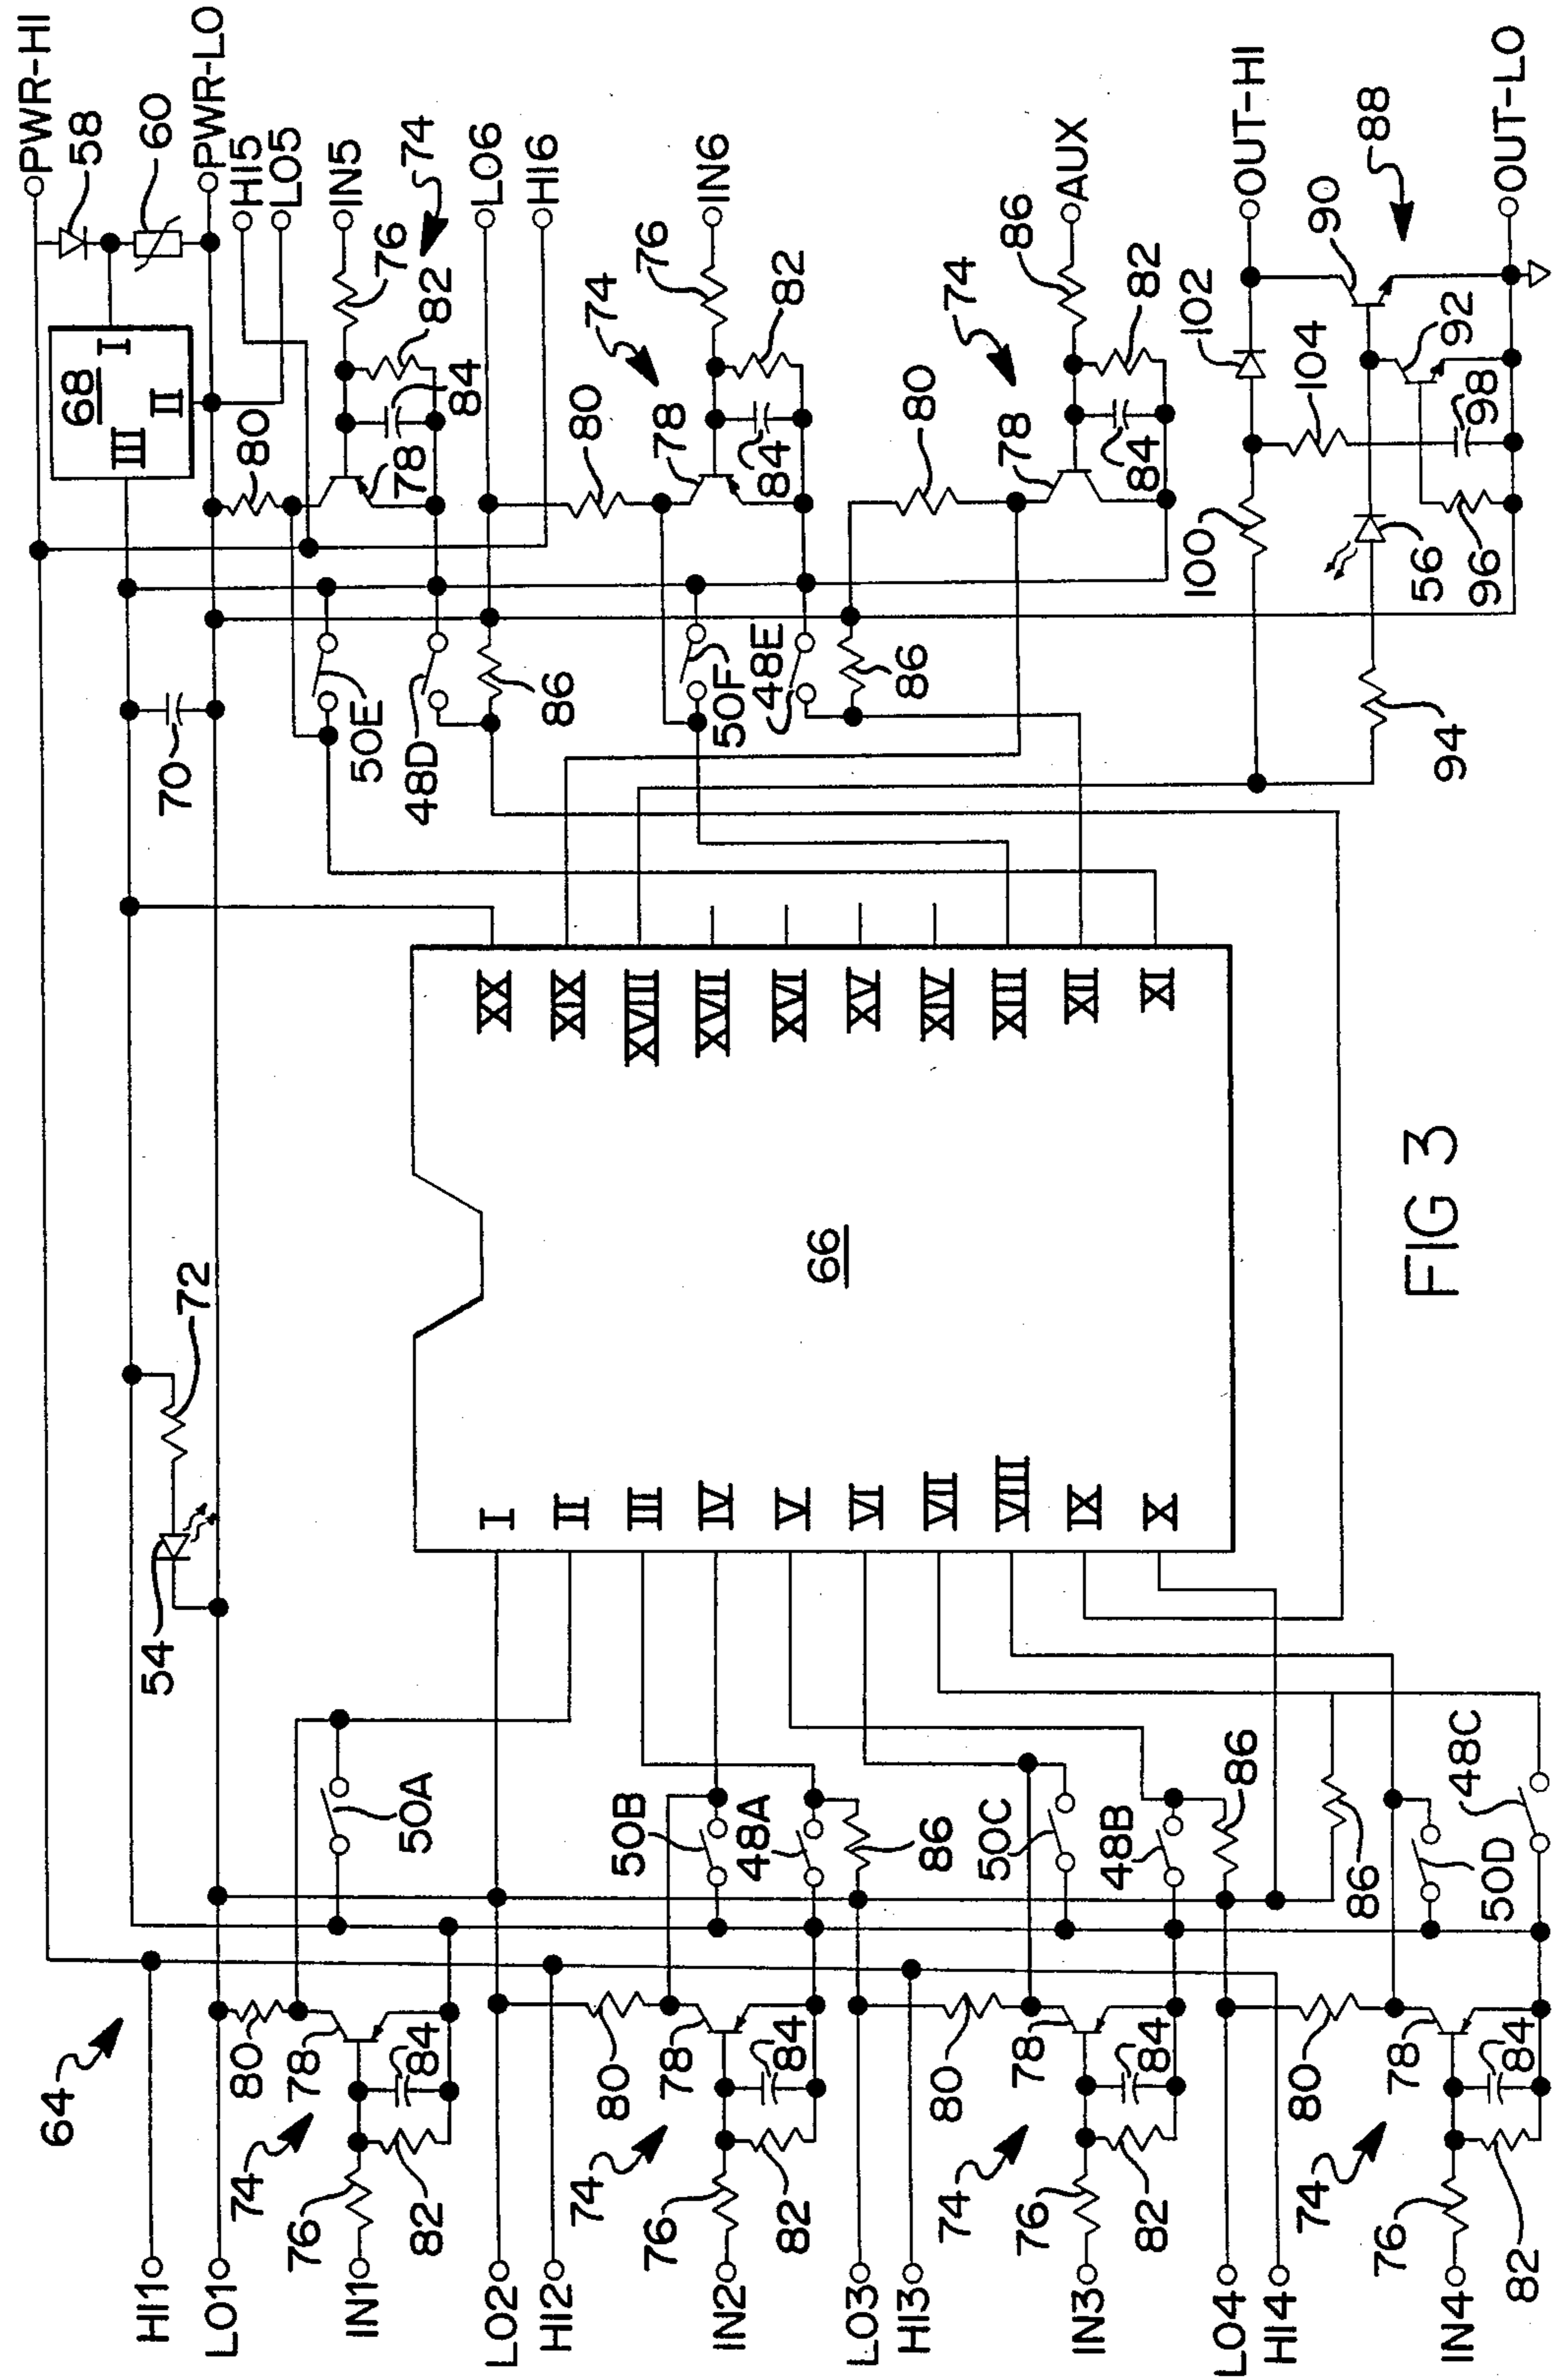 64
HI1
LO1
IN1
LO2
HI2
IN2
LO3
HI3
IN3
LO4
HI4
IN4
74
76
78
80
82
84
74
76
78
80
82
84
74
76
78
80
82
84
74
76
78
80
82
84
50A
50B
48A
86
50C
48B
86
86
50D
48C
54
72
66
I
II
III
IV
V
VI
VII
VIII
IX
X
XX
XIX
XVIII
XVII
XVI
XV
XIV
XIII
XII
XI
70
50E
48D
86
50F
48E
86
94
68
I
II
III
80
78
84
82
76
74
80
78
84
82
76
74
80
78
84
82
86
74
100
102
104
56
96
98
92
90
88
58
60
PWR-HI
PWR-LO
HI5
LO5
IN5
LO6
HI6
IN6
AUX
OUT-HI
OUT-LO
FIG 3